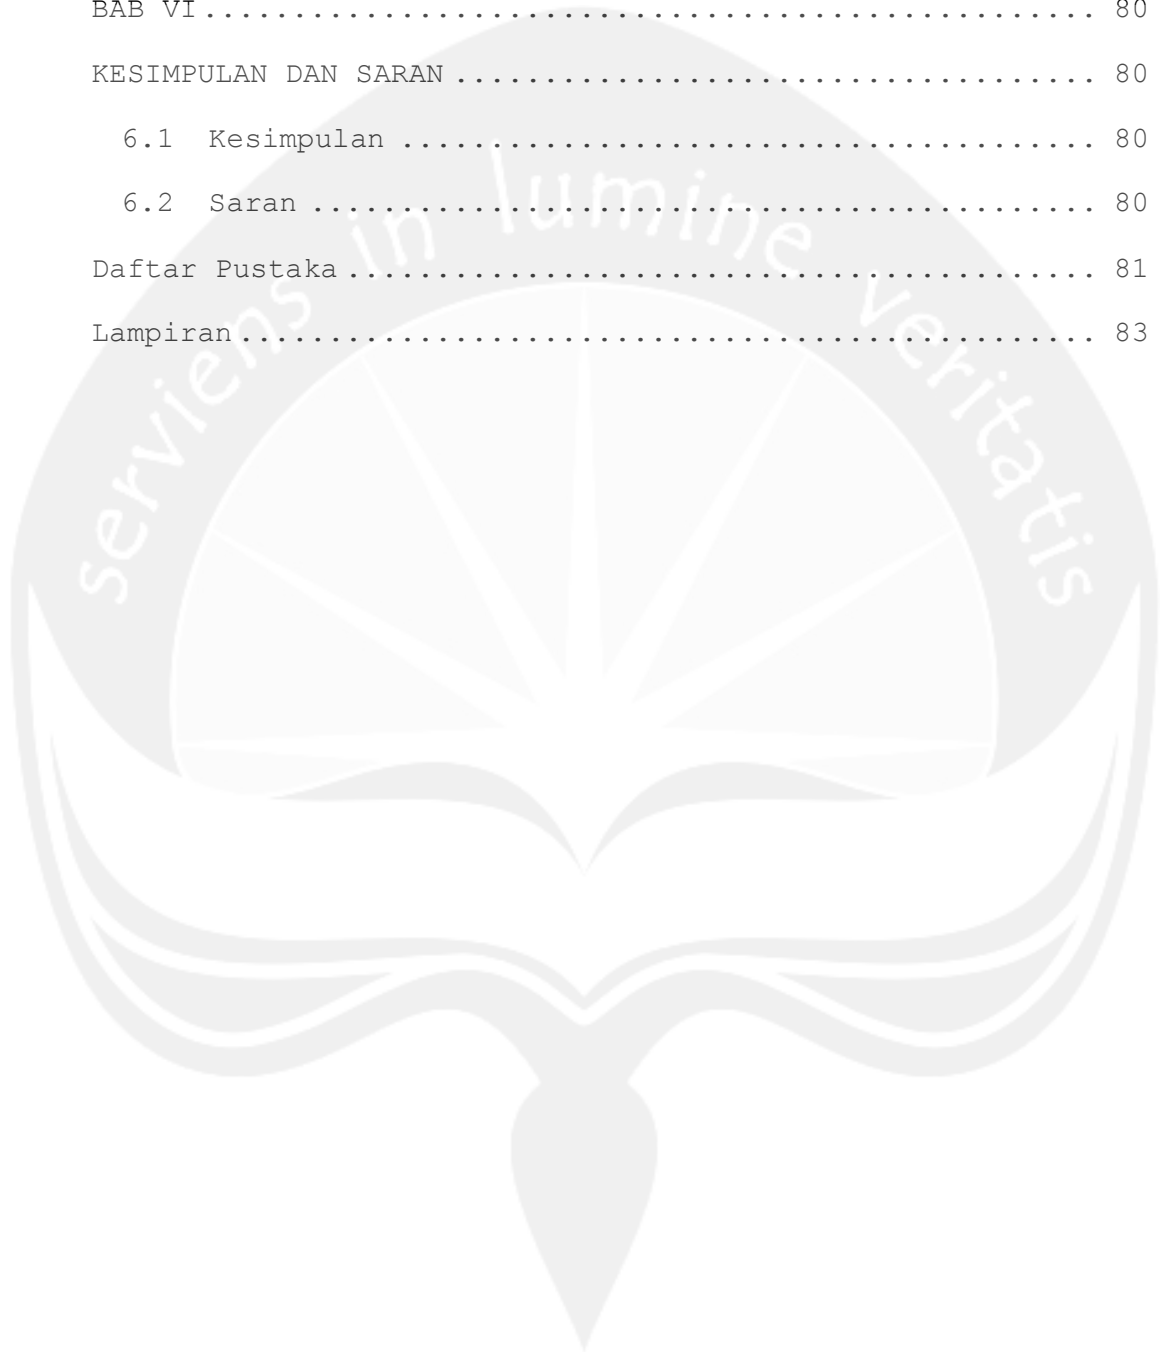 BAB VI .................................................. 80
KESIMPULAN DAN SARAN .................................... 80
6.1 Kesimpulan ....................................... 80
6.2 Saran ............................................ 80
Daftar Pustaka .......................................... 81
Lampiran ................................................ 83
serviens in lumine veritatis